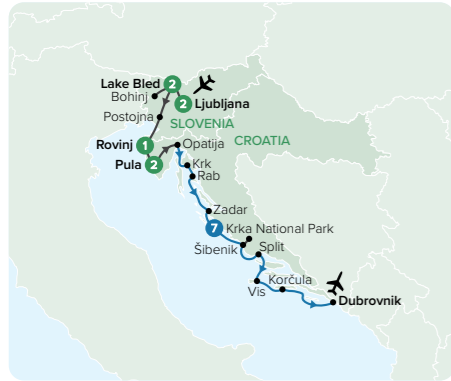 Lake Bled
2
Bohinj
2
Ljubljana
Postojna
SLOVENIA
Rovinj
1
Opatija
CROATIA
Pula
2
Krk
Rab
Zadar
7
Krka National Park
Šibenik
Split
Vis
Korčula
Dubrovnik